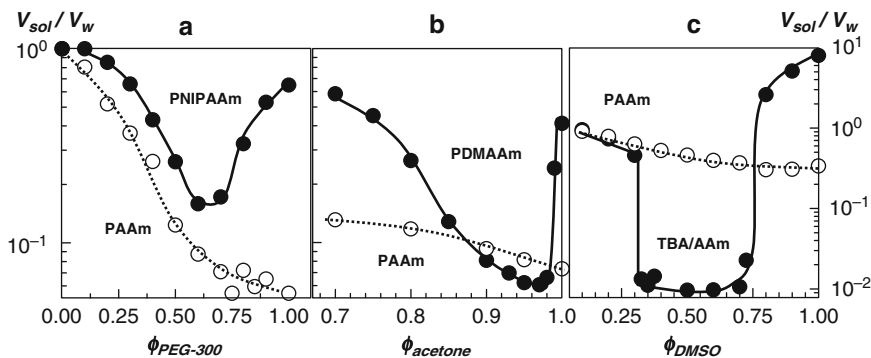 V_sol / V_w a b c V_sol / V_w
10^0 PNIPAAm PAAm
10^-1
PDMAAm PAAm
PAAm TBA/AAm
10^1
10^0
10^-1
10^-2
0.00 0.25 0.50 0.75 1.00
0.7 0.8 0.9 1.0
0.25 0.50 0.75 1.00
ϕ_PEG-300 ϕ_acetone ϕ_DMSO